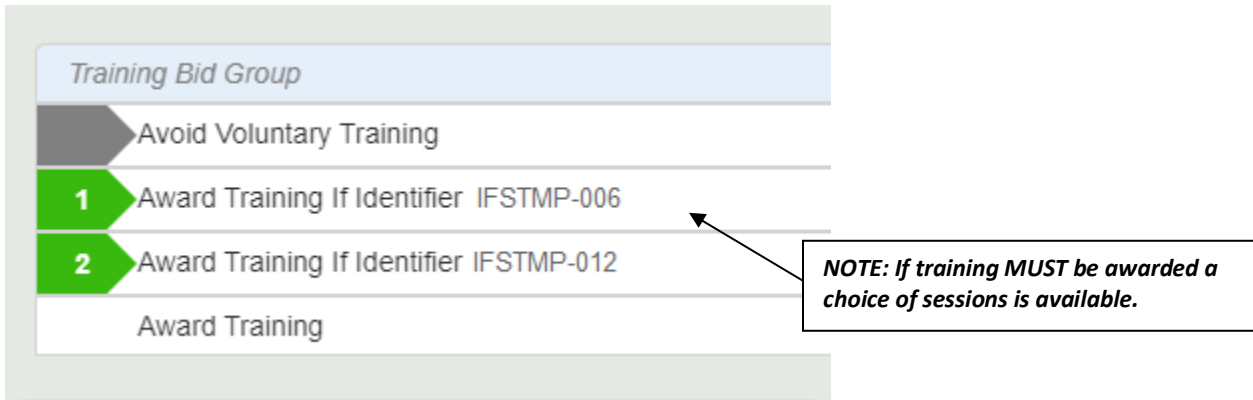 Training Bid Group
Avoid Voluntary Training
1 Award Training If Identifier IFSTMP-006
2 Award Training If Identifier IFSTMP-012
Award Training
NOTE: If training MUST be awarded a
choice of sessions is available.